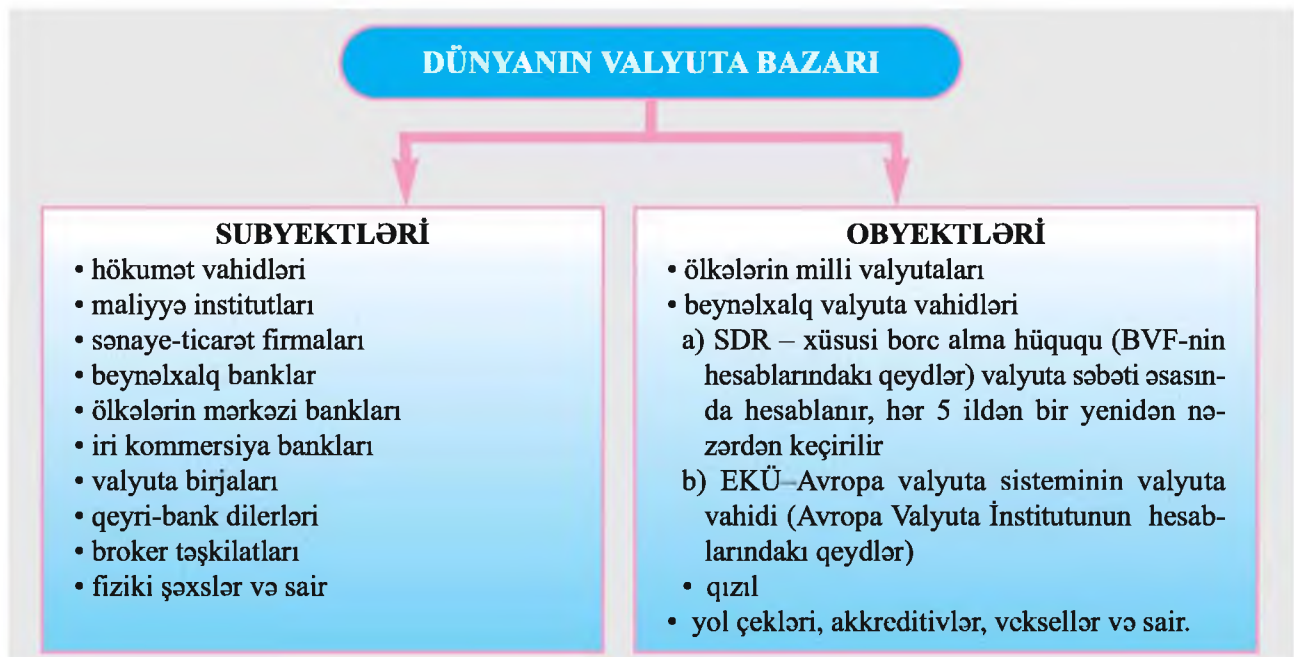 DÜNYANIN VALYUTA BAZARI
SUBYEKTLƏRİ
• hökumət vahidləri
• maliyyə institutları
• sənaye-ticarət firmaları
• beynəlxalq banklar
• ölkələrin mərkəzi bankları
• iri kommersiya bankları
• valyuta birjaları
• qeyri-bank dilerləri
• broker təşkilatları
• fiziki şəxslər və sair
OBYEKTLƏRİ
• ölkələrin milli valyutaları
• beynəlxalq valyuta vahidləri
a) SDR – xüsusi borc alma hüququ (BVF-nin
hesablarındakı qeydlər) valyuta səbəti əsasın-
da hesablanır, hər 5 ildən bir yenidən nə-
zərdən keçirilir
b) EKÜ–Avropa valyuta sisteminin valyuta
vahidi (Avropa Valyuta İnstitutunun hesab-
larındakı qeydlər)
• qızıl
• yol çekləri, akkreditivlər, veksellər və sair.